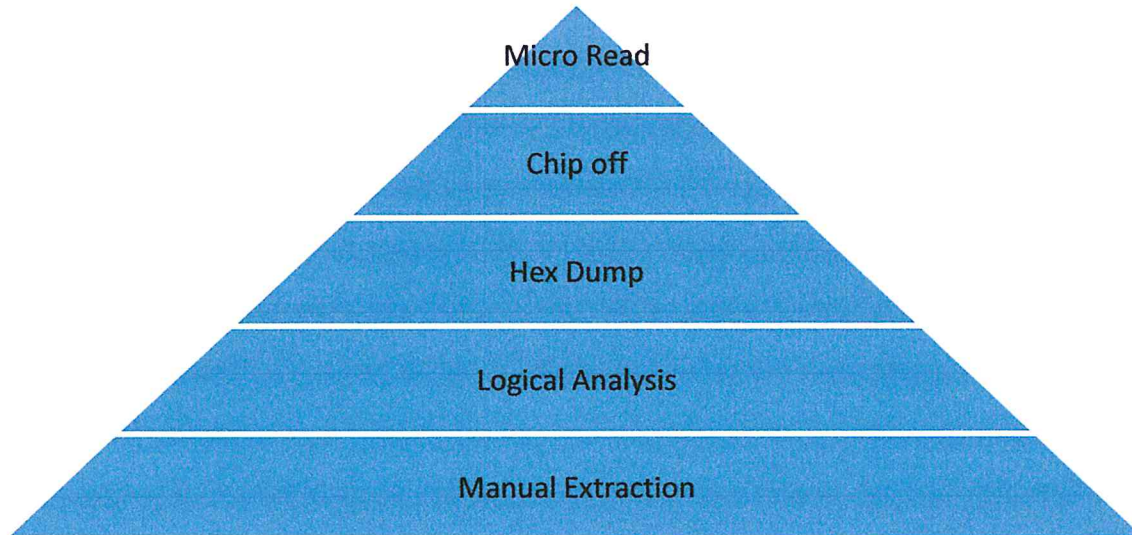 Micro Read
Chip off
Hex Dump
Logical Analysis
Manual Extraction